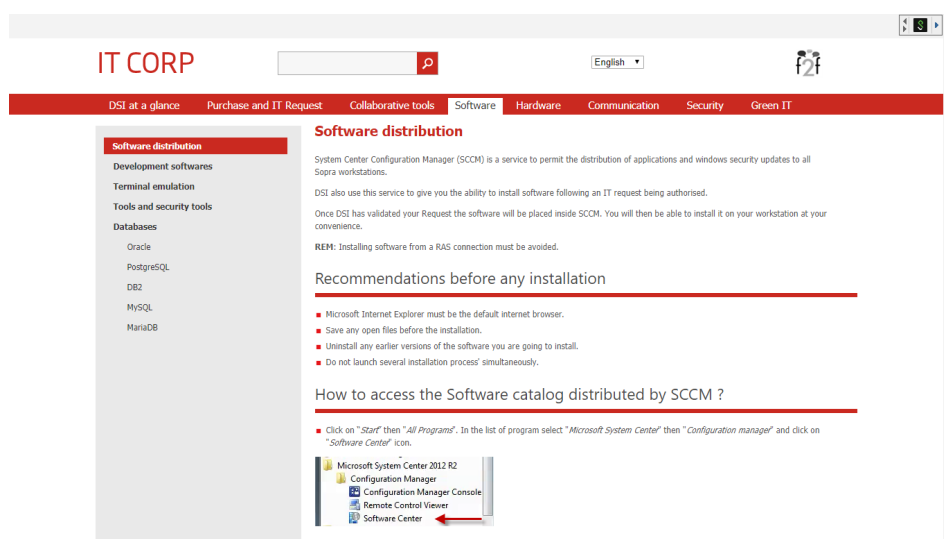 IT CORP
English
f2f
DSI at a glance Purchase and IT Request Collaborative tools Software Hardware Communication Security Green IT
Software distribution
Development softwares
Terminal emulation
Tools and security tools
Databases
Oracle
PostgreSQL
DB2
MySQL
MariaDB
Software distribution
System Center Configuration Manager (SCCM) is a service to permit the distribution of applications and windows security updates to all
Sopra workstations.
DSI also use this service to give you the ability to install software following an IT request being authorised.
Once DSI has validated your Request the software will be placed inside SCCM. You will then be able to install it on your workstation at your
convenience.
REM: Installing software from a RAS connection must be avoided.
Recommendations before any installation
Microsoft Internet Explorer must be the default internet browser.
Save any open files before the installation.
Uninstall any earlier versions of the software you are going to install.
Do not launch several installation process' simultaneously.
How to access the Software catalog distributed by SCCM ?
Click on "Start" then "All Programs". In the list of program select "Microsoft System Center" then "Configuration manager" and click on
"Software Center" icon.
Microsoft System Center 2012 R2
Configuration Manager
Configuration Manager Console
Remote Control Viewer
Software Center